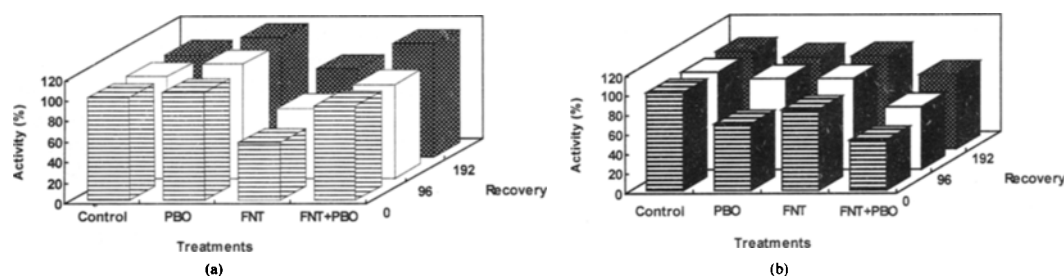 Activity (%)
120
100
80
60
40
20
0
Control PBO FNT FNT+PBO
0
96
192
Recovery
Treatments
(a)
Activity (%)
120
100
80
60
40
20
0
Control PBO FNT FNT+PBO
0
96
192
Recovery
Treatments
(b)